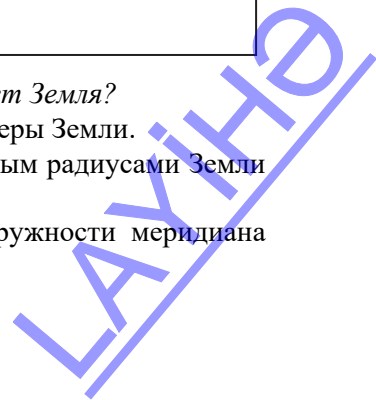 т Земля?
еры Земли.
ым радиусами Земли
ружности меридиана
LAYİHƏ